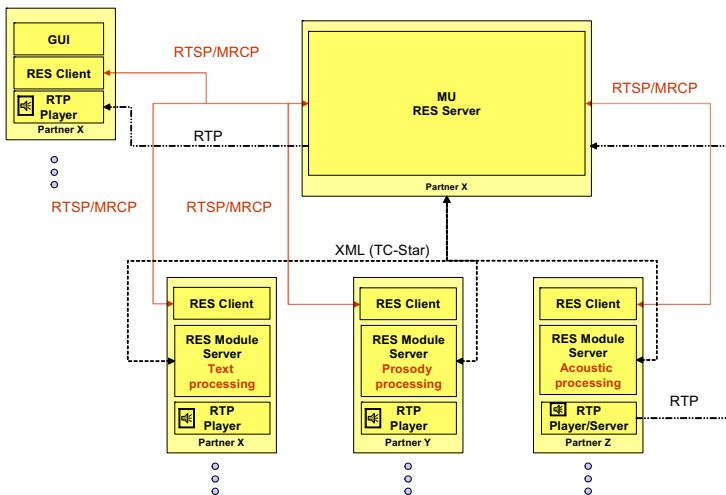 GUI
RES Client
RTP
Player
Partner X
RTSP/MRCP
RTP
MU
RES Server
Partner X
RTSP/MRCP
RTSP/MRCP
RTSP/MRCP
XML (TC-Star)
RES Client
RES Module
Server
Text
processing
RTP
Player
Partner X
RES Client
RES Module
Server
Prosody
processing
RTP
Player
Partner Y
RES Client
RES Module
Server
Acoustic
processing
RTP
Player/Server
Partner Z
RTP